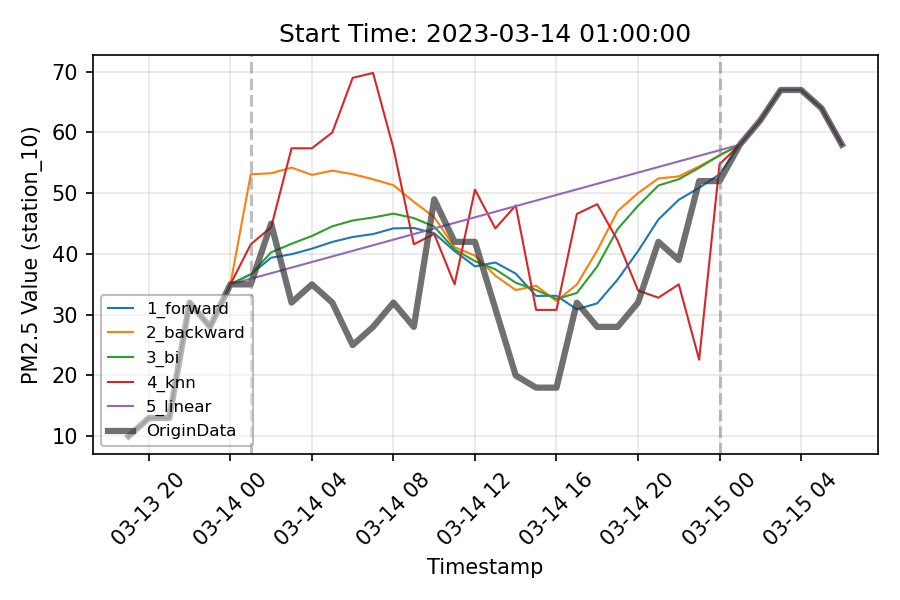 Start Time: 2023-03-14 01:00:00
PM2.5 Value (station_10)
70
60
50
40
30
20
10
1_forward
2_backward
3_bi
4_knn
5_linear
OriginData
03-13 20
03-14 00
03-14 04
03-14 08
03-14 12
03-14 16
03-14 20
03-15 00
03-15 04
Timestamp